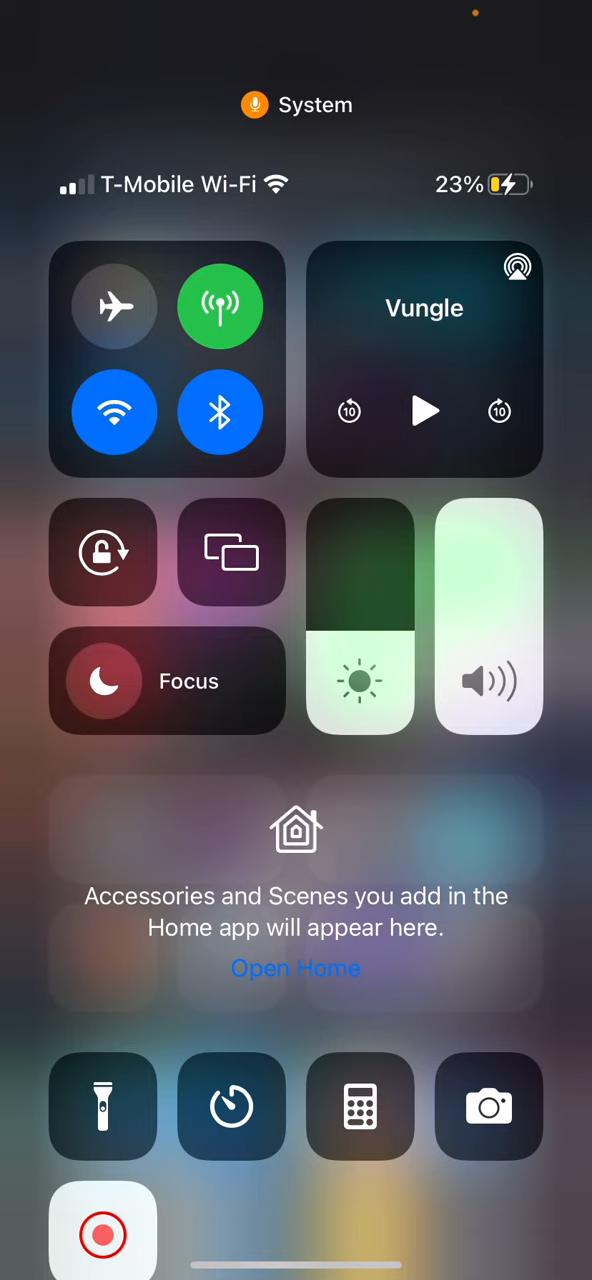 System
T-Mobile Wi-Fi 23%
Vungle
10 10
Focus
Accessories and Scenes you add in the
Home app will appear here.
Open Home